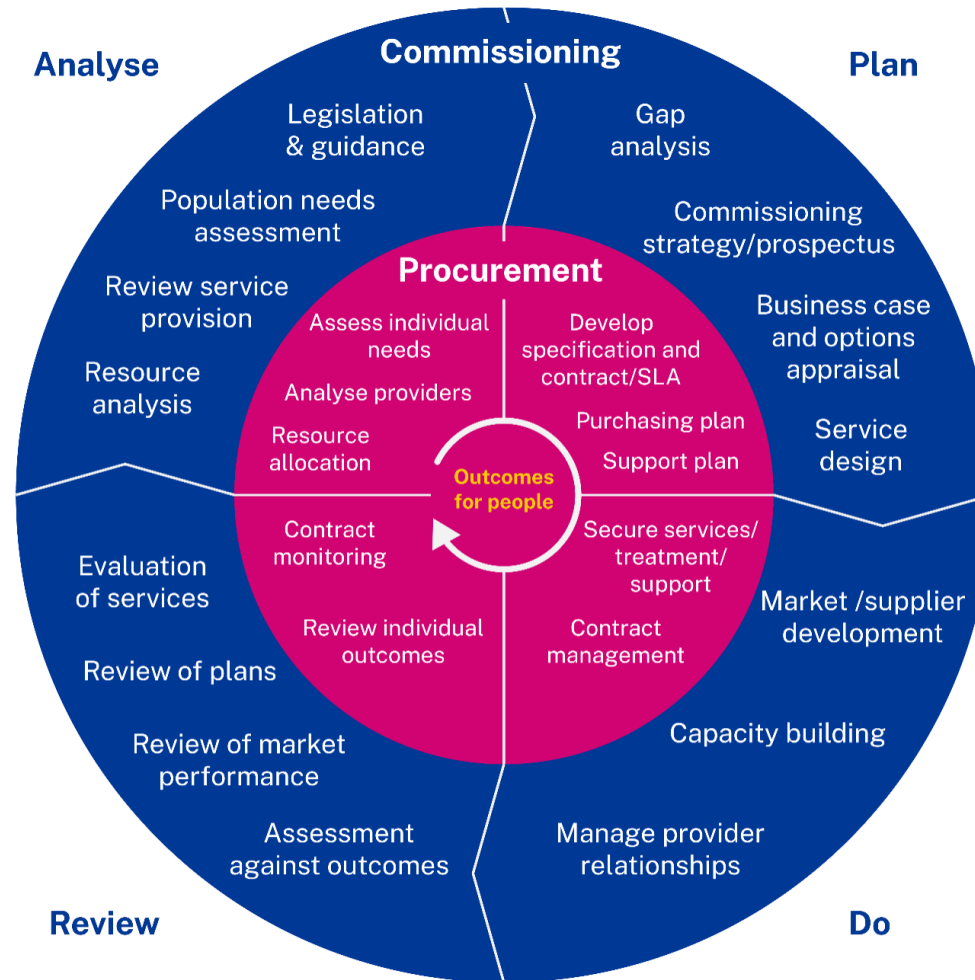 Analyse
Commissioning
Plan
Legislation
& guidance
Population needs
assessment
Review service
provision
Resource
analysis
Gap
analysis
Commissioning
strategy/prospectus
Business case
and options
appraisal
Service
design
Procurement
Assess individual
needs
Analyse providers
Resource
allocation
Develop
specification and
contract/SLA
Purchasing plan
Support plan
Outcomes
for people
Contract
monitoring
Review individual
outcomes
Secure services/
treatment/
support
Contract
management
Evaluation
of services
Review of plans
Review of market
performance
Assessment
against outcomes
Market /supplier
development
Capacity building
Manage provider
relationships
Review
Do